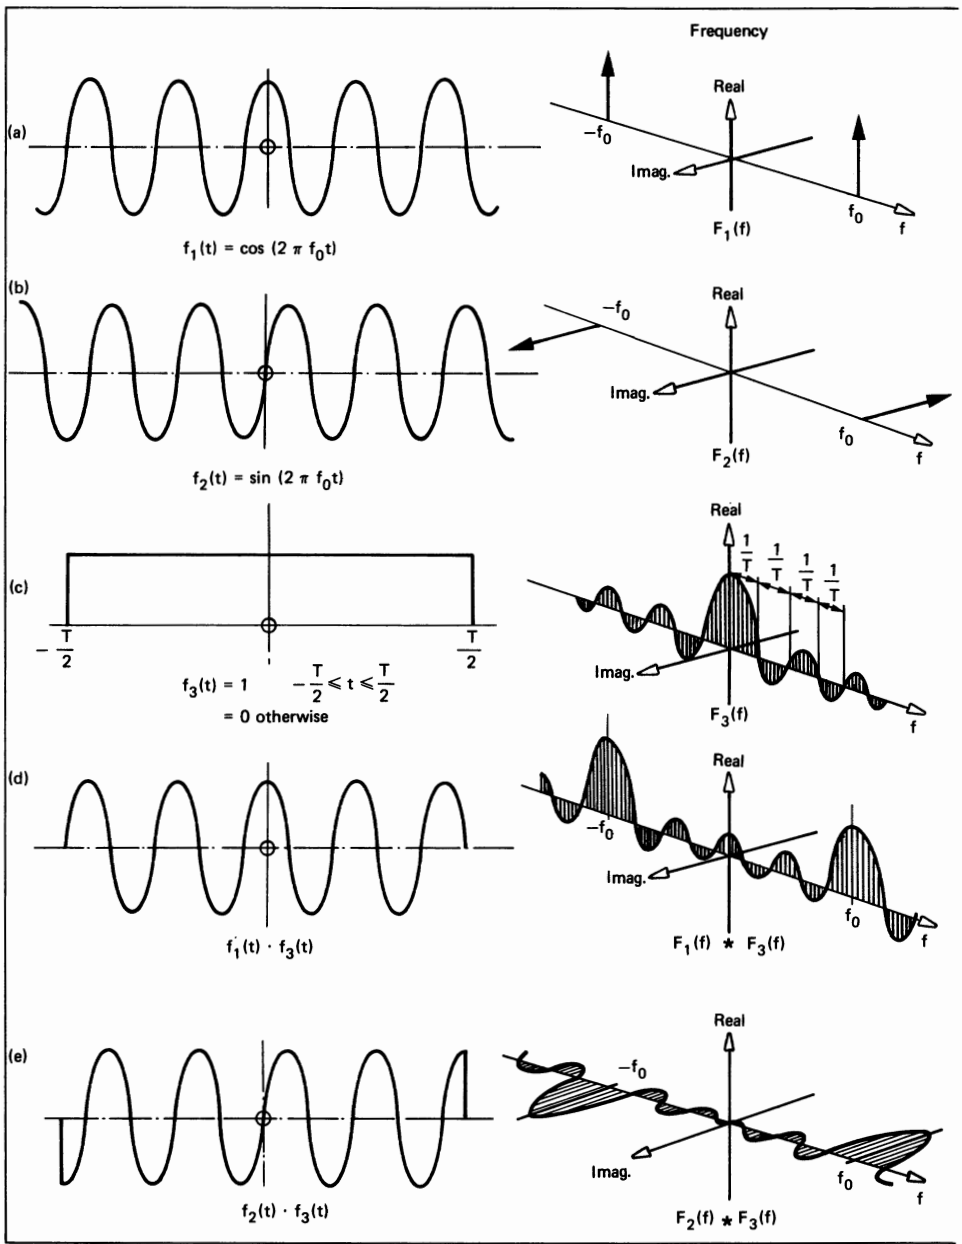 Frequency
(a)
Real
-f₀
Imag.
f₀
f
F₁(f)
f₁(t) = cos (2 π f₀t)
(b)
Real
-f₀
Imag.
f₀
f
F₂(f)
f₂(t) = sin (2 π f₀t)
(c)
Real
1/T 1/T 1/T 1/T
-T/2
T/2
Imag.
F₃(f)
f
f₃(t) = 1 -T/2 ⩽ t ⩽ T/2
= 0 otherwise
(d)
Real
-f₀
Imag.
f₀
f
f₁(t) · f₃(t)
F₁(f) * F₃(f)
(e)
Real
-f₀
Imag.
f₀
f
f₂(t) · f₃(t)
F₂(f) * F₃(f)